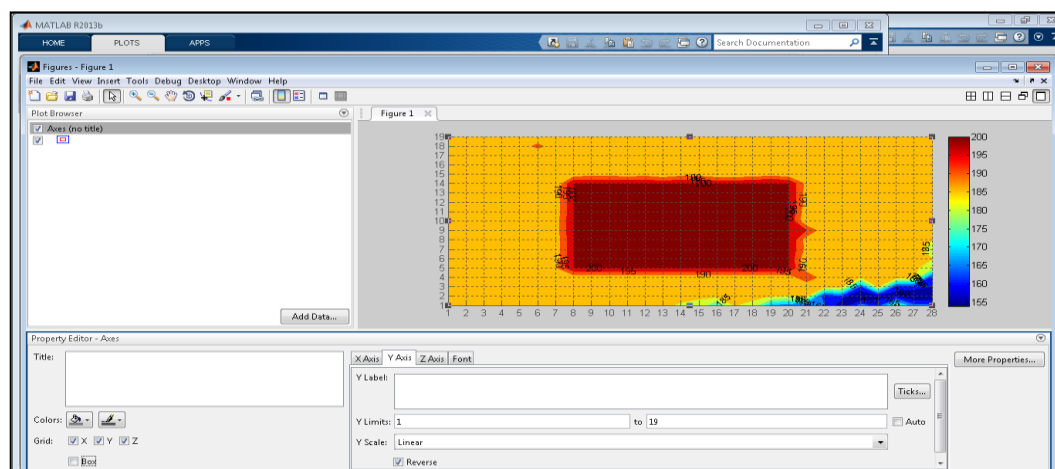 MATLAB R2013b
HOME PLOTS APPS Search Documentation
Figures - Figure 1
File Edit View Insert Tools Debug Desktop Window Help
Plot Browser
Figure 1
Axes (no title)
Add Data...
19
18
17
16
15
14
13
12
11
10
9
8
7
6
5
4
3
2
1
1 2 3 4 5 6 7 8 9 10 11 12 13 14 15 16 17 18 19 20 21 22 23 24 25 26 27 28
190
200 195 190 200 195
190
185
185
185
200
195
190
185
180
175
170
165
160
155
Property Editor - Axes
Title:
Colors:
Grid: X Y Z
Box
X Axis Y Axis Z Axis Font
More Properties...
Y Label:
Ticks...
Y Limits: 1 to 19 Auto
Y Scale: Linear
Reverse